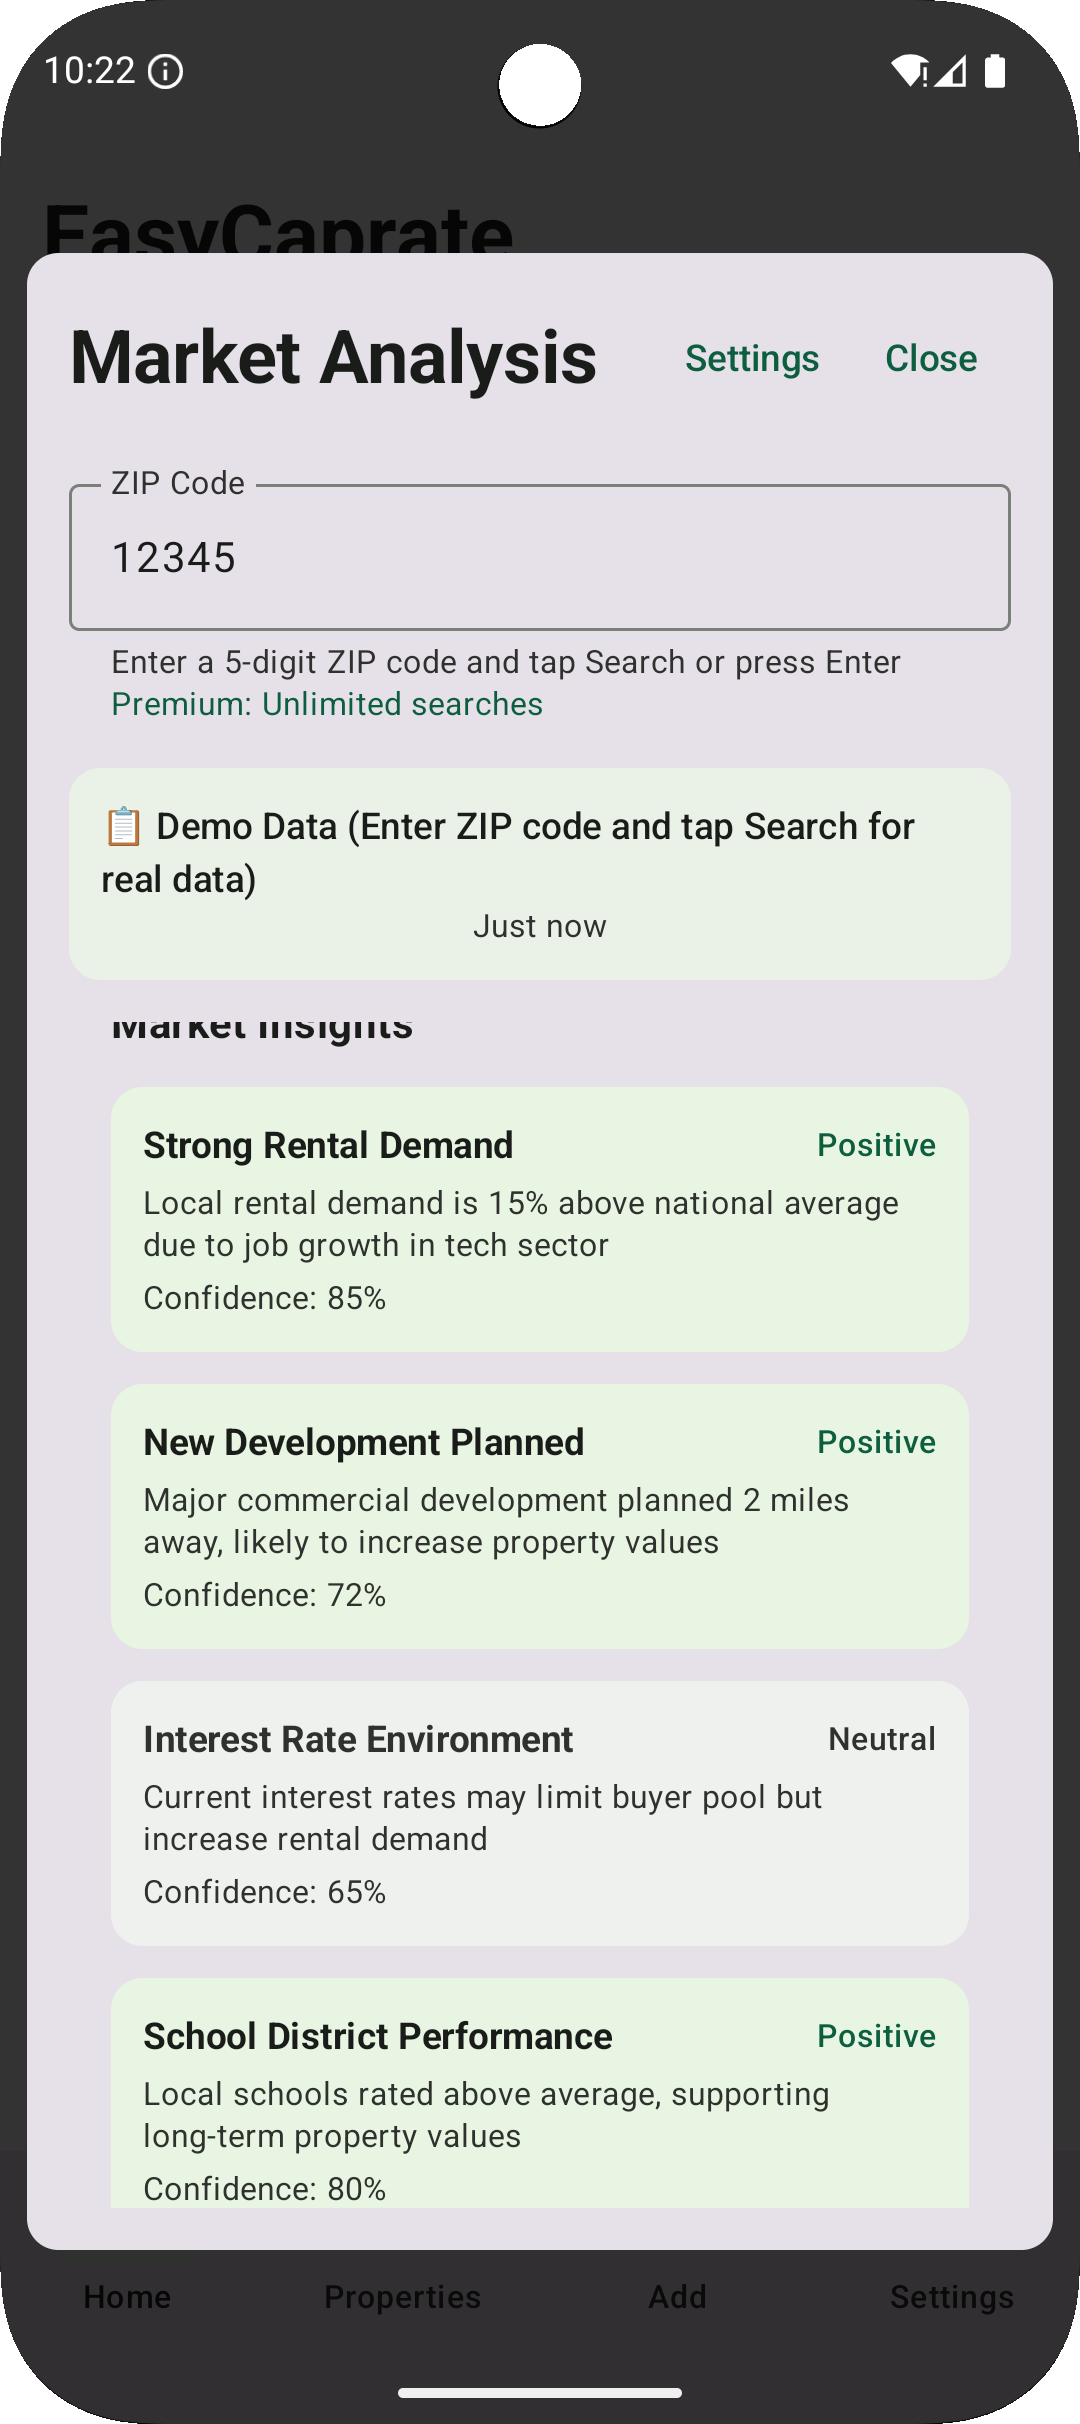 10:22
EasyCaprate
Market Analysis
Settings
Close
ZIP Code
12345
Enter a 5-digit ZIP code and tap Search or press Enter
Premium: Unlimited searches
📋 Demo Data (Enter ZIP code and tap Search for
real data)
Just now
Market Insights
Strong Rental Demand
Positive
Local rental demand is 15% above national average
due to job growth in tech sector
Confidence: 85%
New Development Planned
Positive
Major commercial development planned 2 miles
away, likely to increase property values
Confidence: 72%
Interest Rate Environment
Neutral
Current interest rates may limit buyer pool but
increase rental demand
Confidence: 65%
School District Performance
Positive
Local schools rated above average, supporting
long-term property values
Confidence: 80%
Home
Properties
Add
Settings